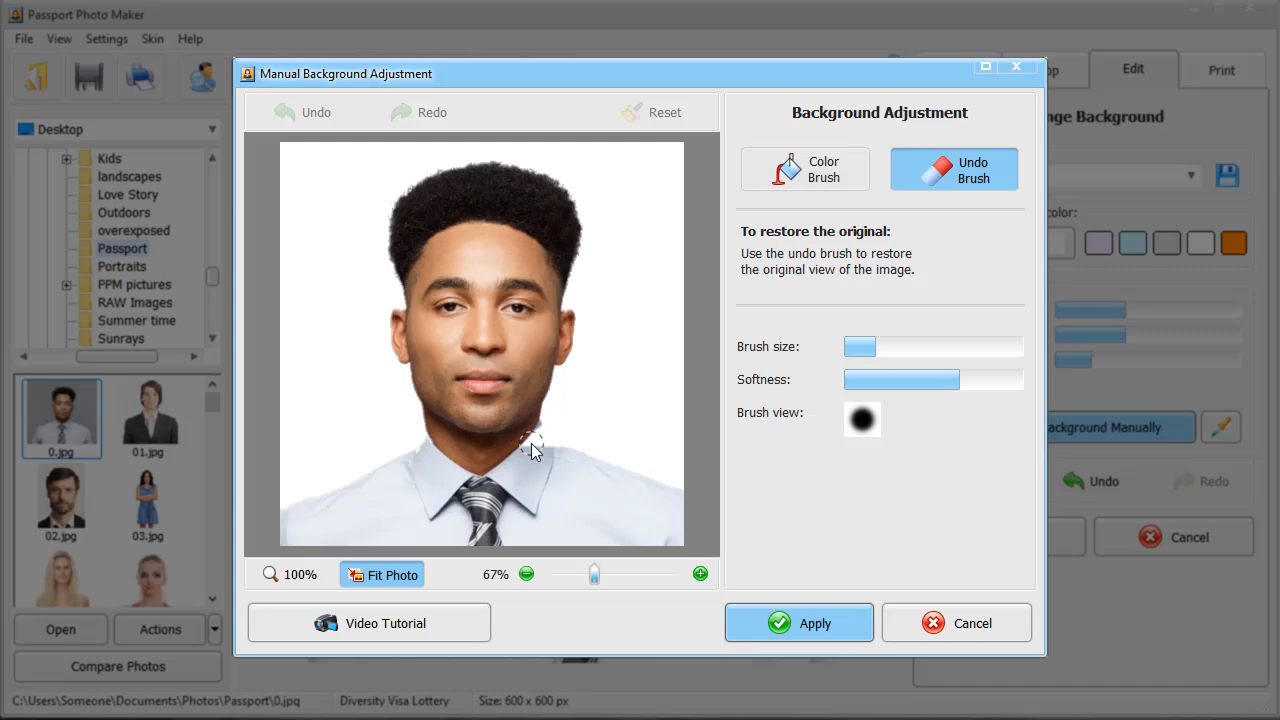 Passport Photo Maker
File View Settings Skin Help
Manual Background Adjustment
Undo Redo Reset
Background Adjustment
Color Brush
Undo Brush
To restore the original:
Use the undo brush to restore
the original view of the image.
Brush size:
Softness:
Brush view:
100% Fit Photo 67%
Video Tutorial
Apply Cancel
Desktop
Kids
landscapes
Love Story
Outdoors
overexposed
Passport
Portraits
PPM pictures
RAW Images
Summer time
Sunrays
0.jpg 01.jpg
02.jpg 03.jpg
Open Actions
Compare Photos
op Edit Print
nge Background
color:
ackground Manually
Undo Redo
Cancel
C:\Users\Someone\Documents\Photos\Passport\0.jpg Diversity Visa Lottery Size: 600 x 600 px